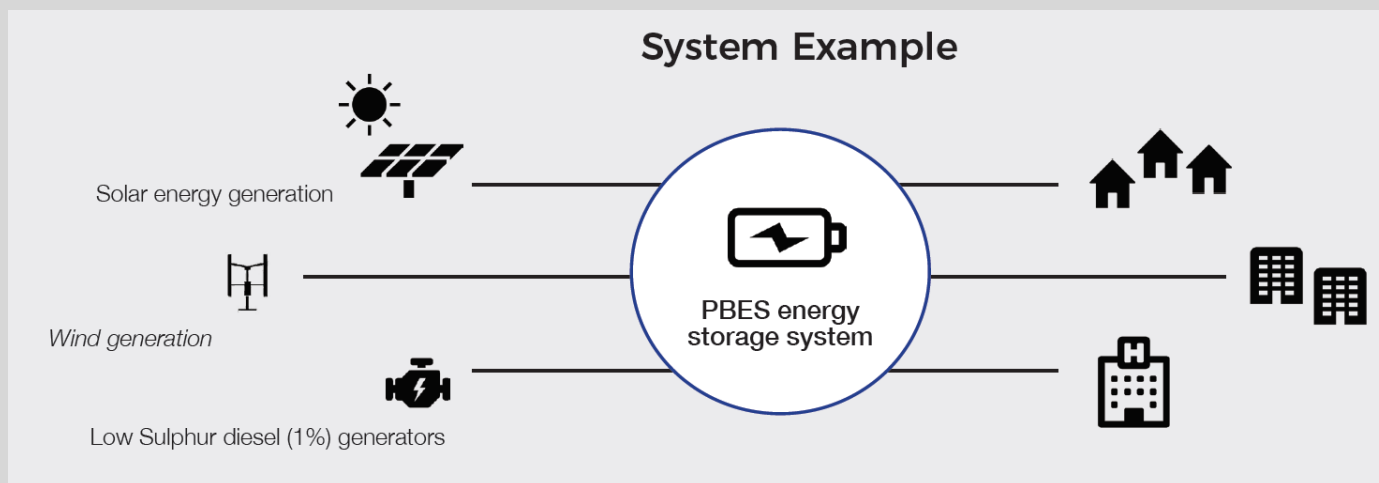 System Example
Solar energy generation
Wind generation
Low Sulphur diesel (1%) generators
PBES energy
storage system
H